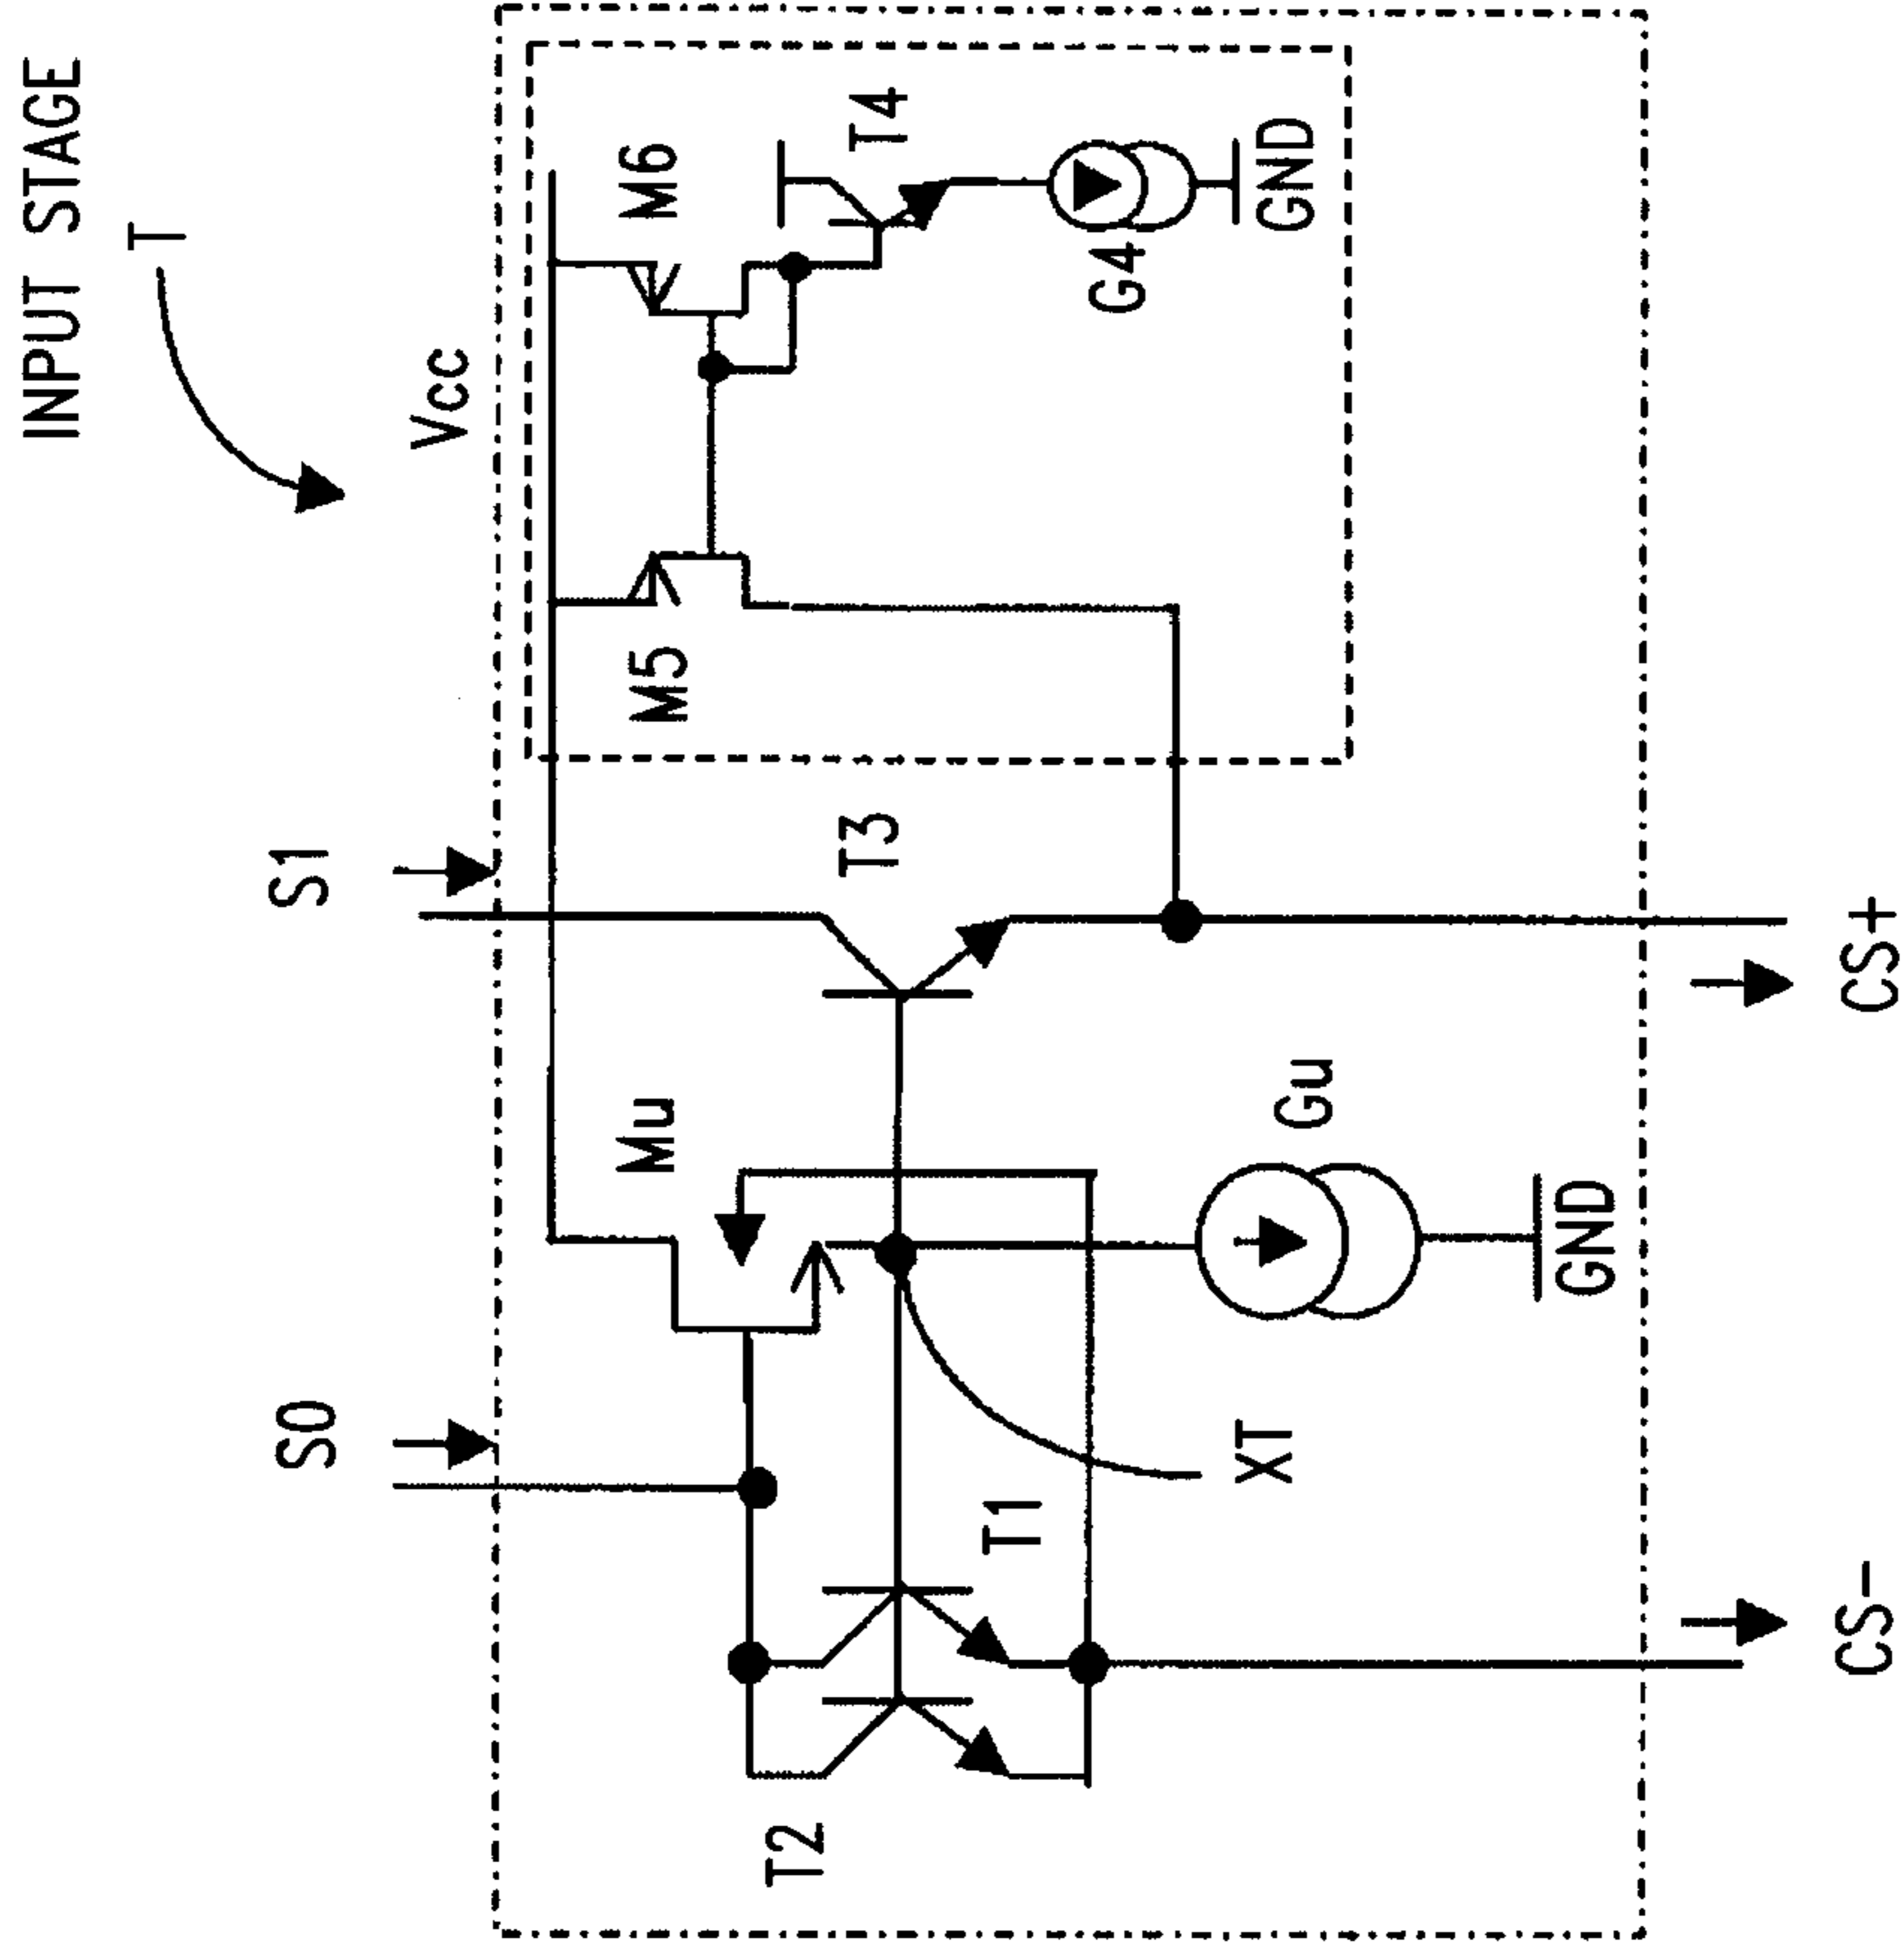 INPUT STAGE
T
Vcc
S0
S1
Mu
M5
M6
T2
T1
T3
T4
XT
Gu
G4
GND
GND
CS-
CS+